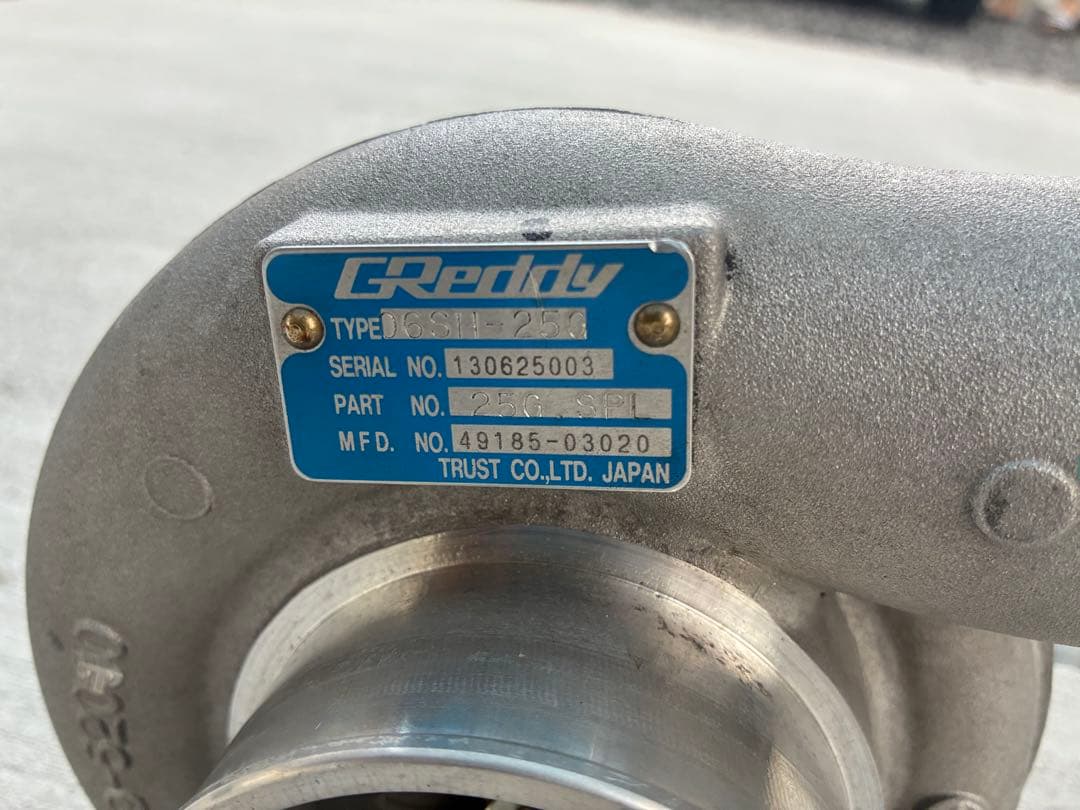 GReddy
TYPE D6SH-25G
SERIAL NO. 130625003
PART NO. 25G SPL
MFD. NO. 49185-03020
TRUST CO.,LTD. JAPAN